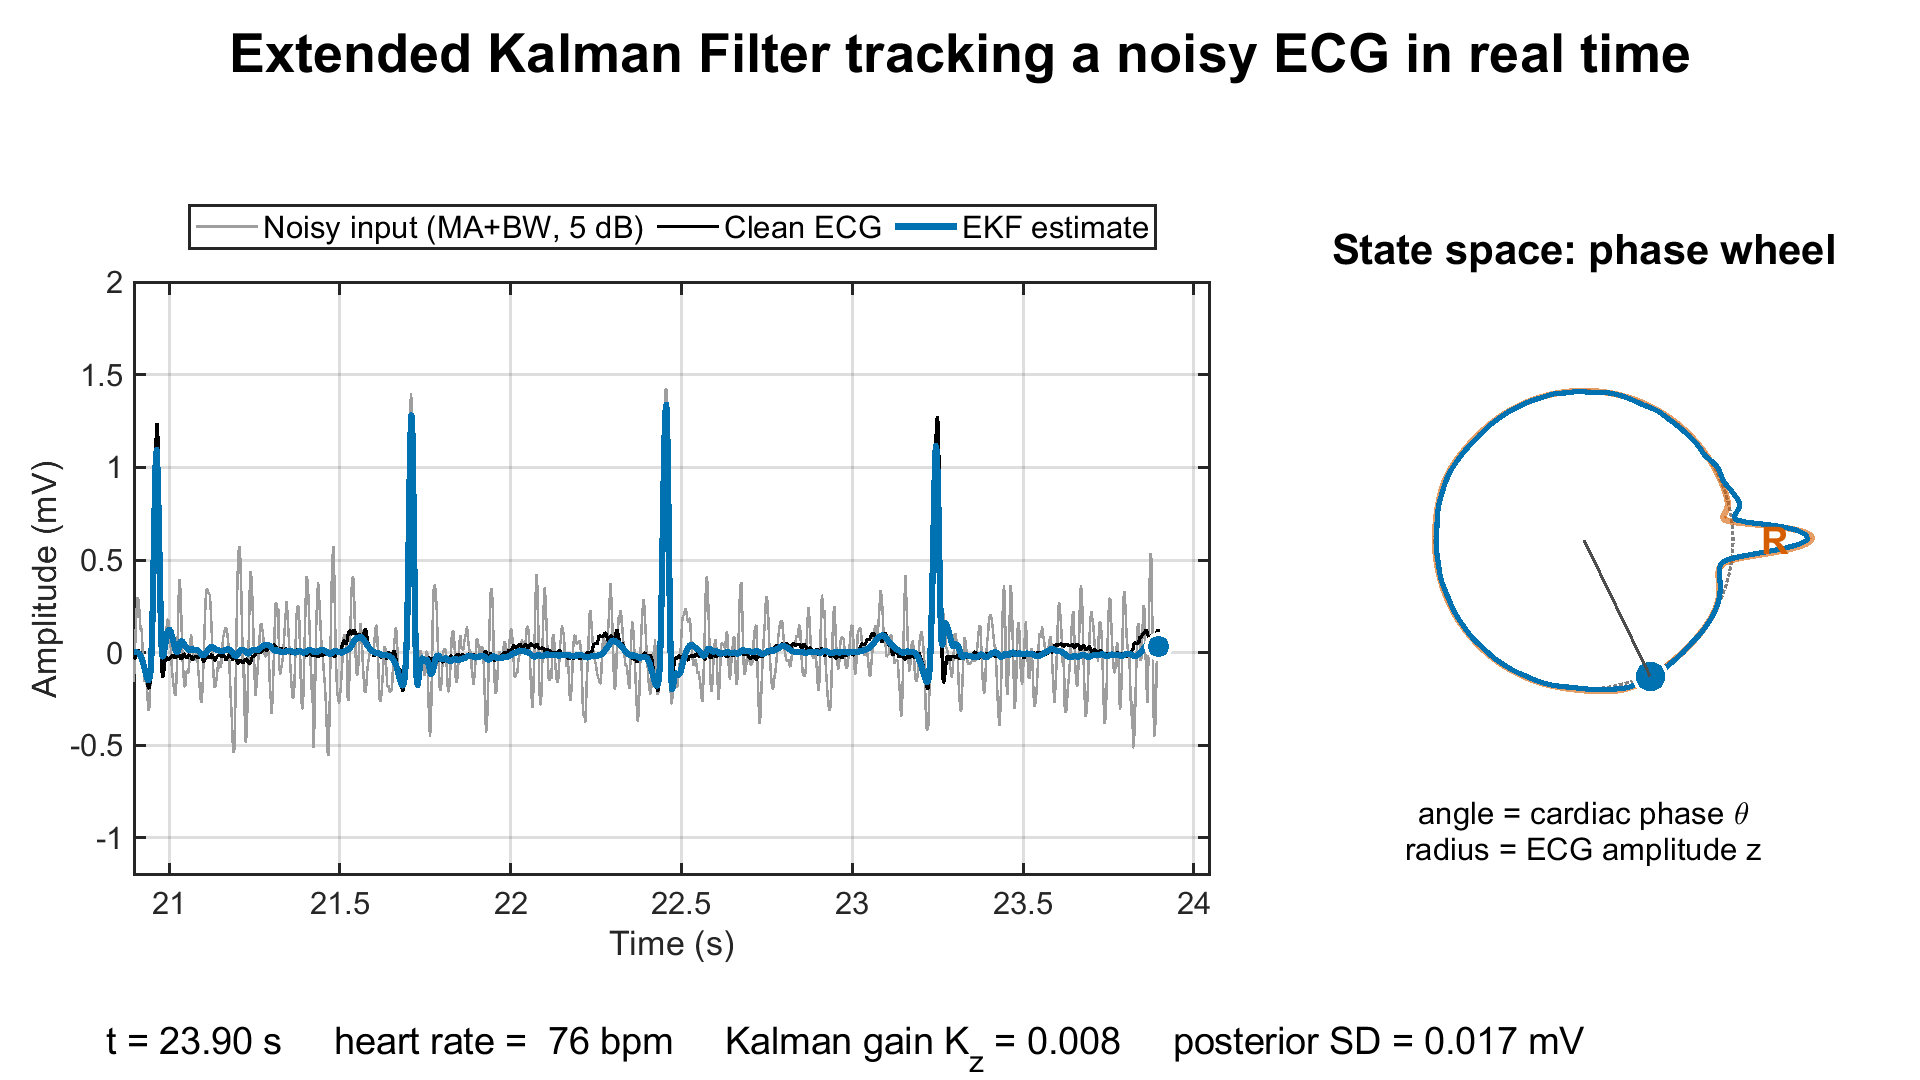 Extended Kalman Filter tracking a noisy ECG in real time
Noisy input (MA+BW, 5 dB) Clean ECG EKF estimate
State space: phase wheel
2
1.5
1
0.5
0
-0.5
-1
Amplitude (mV)
21 21.5 22 22.5 23 23.5 24
Time (s)
R
angle = cardiac phase θ
radius = ECG amplitude z
t = 23.90 s heart rate = 76 bpm Kalman gain K_z = 0.008 posterior SD = 0.017 mV